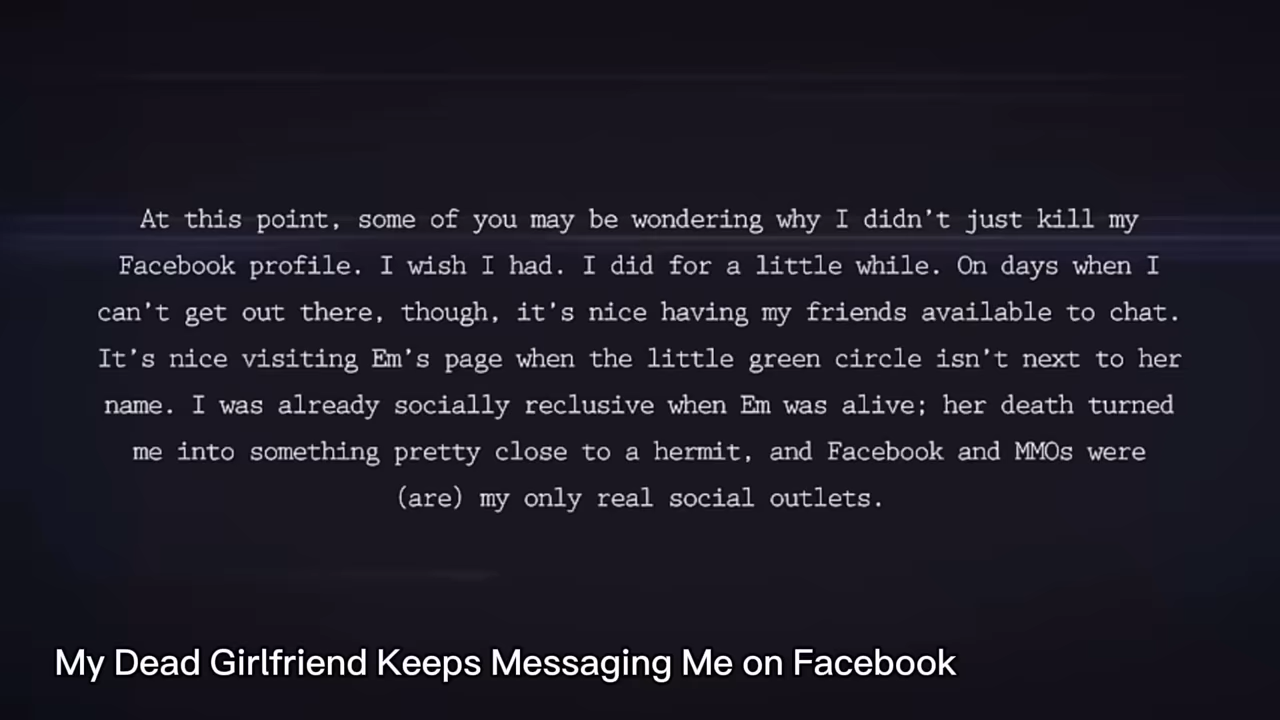 At this point, some of you may be wondering why I didn't just kill my
Facebook profile. I wish I had. I did for a little while. On days when I
can't get out there, though, it's nice having my friends available to chat.
It's nice visiting Em's page when the little green circle isn't next to her
name. I was already socially reclusive when Em was alive; her death turned
me into something pretty close to a hermit, and Facebook and MMOs were
(are) my only real social outlets.
My Dead Girlfriend Keeps Messaging Me on Facebook